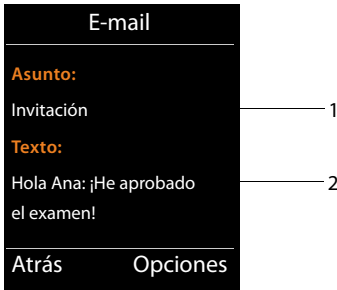 E-mail
Asunto:
Invitación
1
Texto:
Hola Ana: ¡He aprobado
2
el examen!
Atrás Opciones